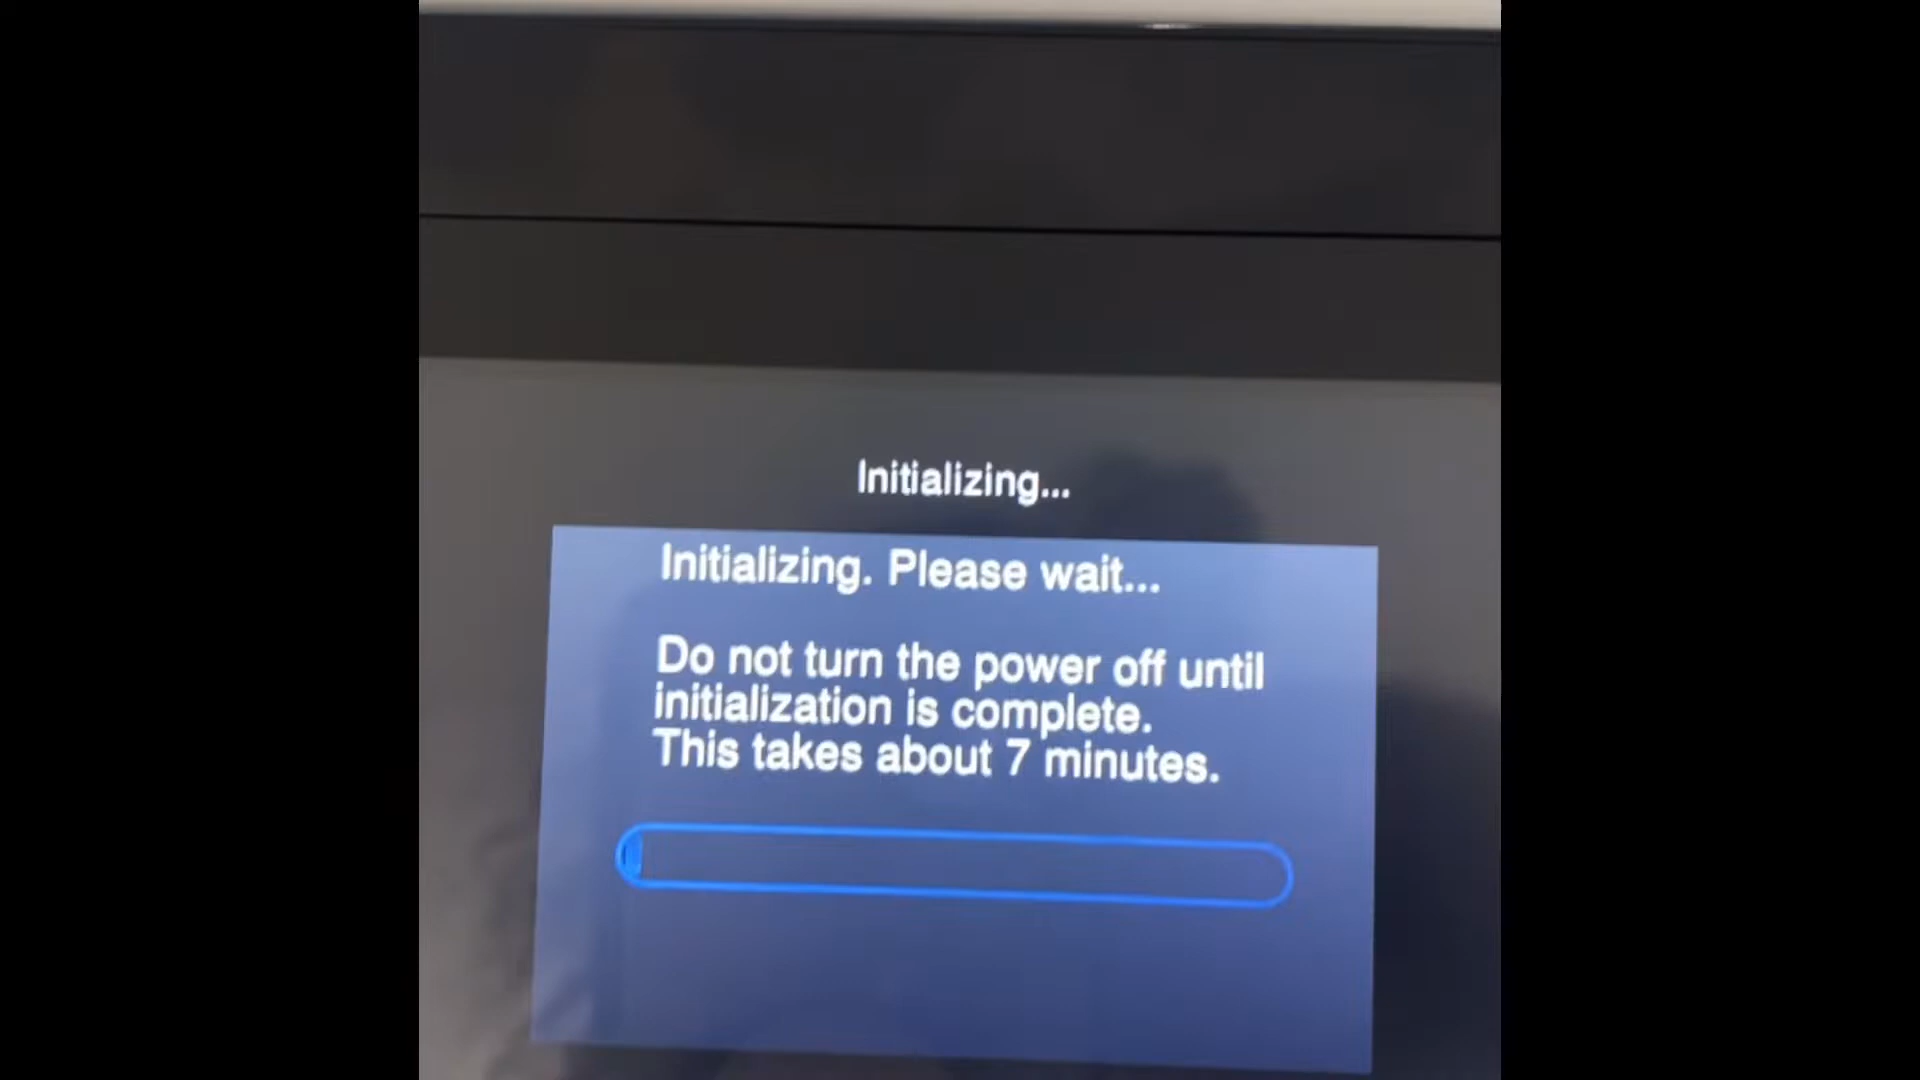 Initializing...
Initializing. Please wait...
Do not turn the power off until
initialization is complete.
This takes about 7 minutes.